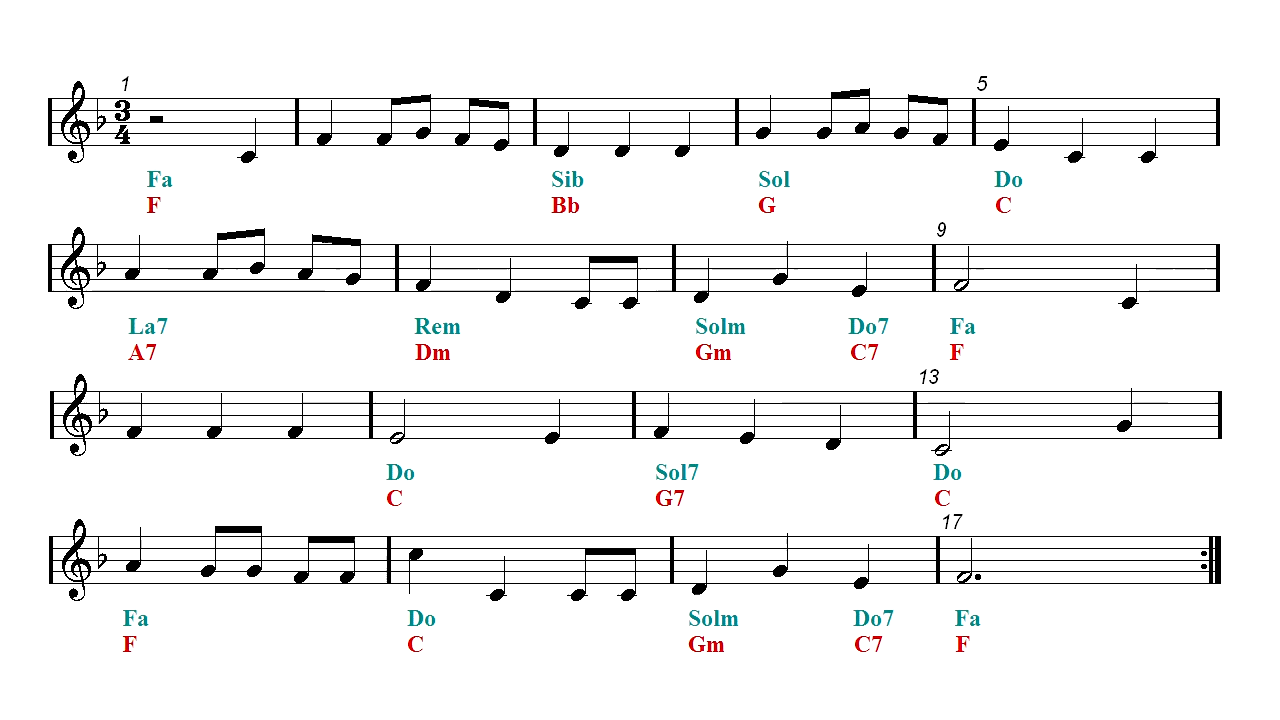 1 5
3
4
Fa Sib Sol Do
F Bb G C
9
La7 Rem Solm Do7 Fa
A7 Dm Gm C7 F
13
Do Sol7 Do
C G7 C
17
Fa Do Solm Do7 Fa
F C Gm C7 F